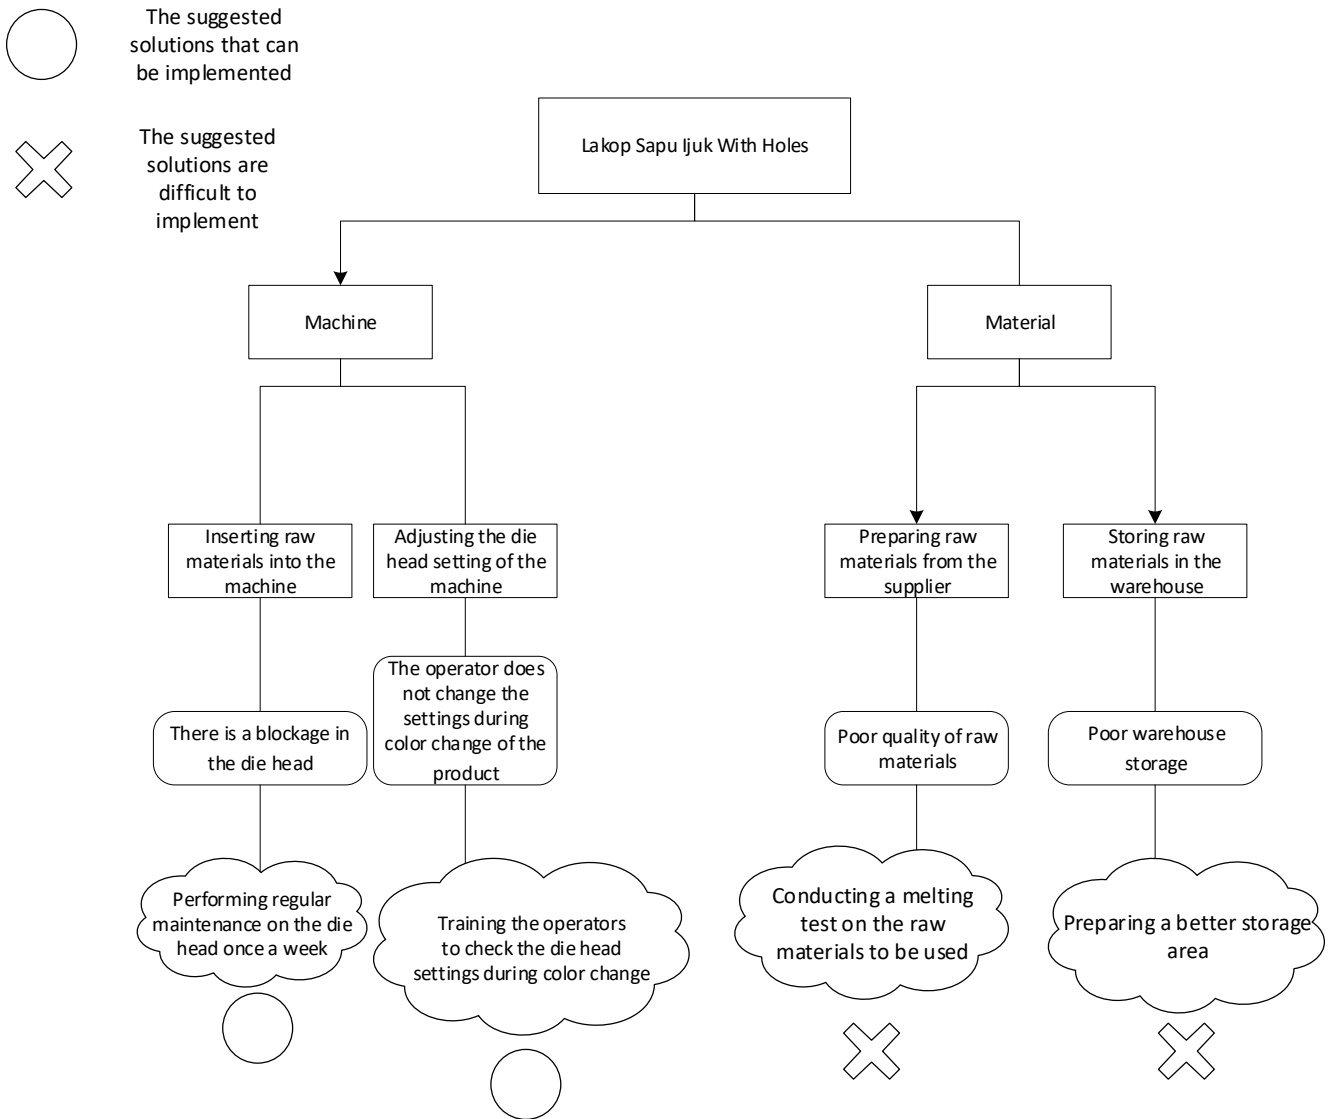 The suggested
solutions that can
be implemented
The suggested
solutions are
difficult to
implement
Lakop Sapu Ijuk With Holes
Machine
Material
Inserting raw
materials into the
machine
Adjusting the die
head setting of the
machine
Preparing raw
materials from the
supplier
Storing raw
materials in the
warehouse
There is a blockage in
the die head
The operator does
not change the
settings during
color change of the
product
Poor quality of raw
materials
Poor warehouse
storage
Performing regular
maintenance on the die
head once a week
Training the operators
to check the die head
settings during color change
Conducting a melting
test on the raw
materials to be used
Preparing a better storage
area